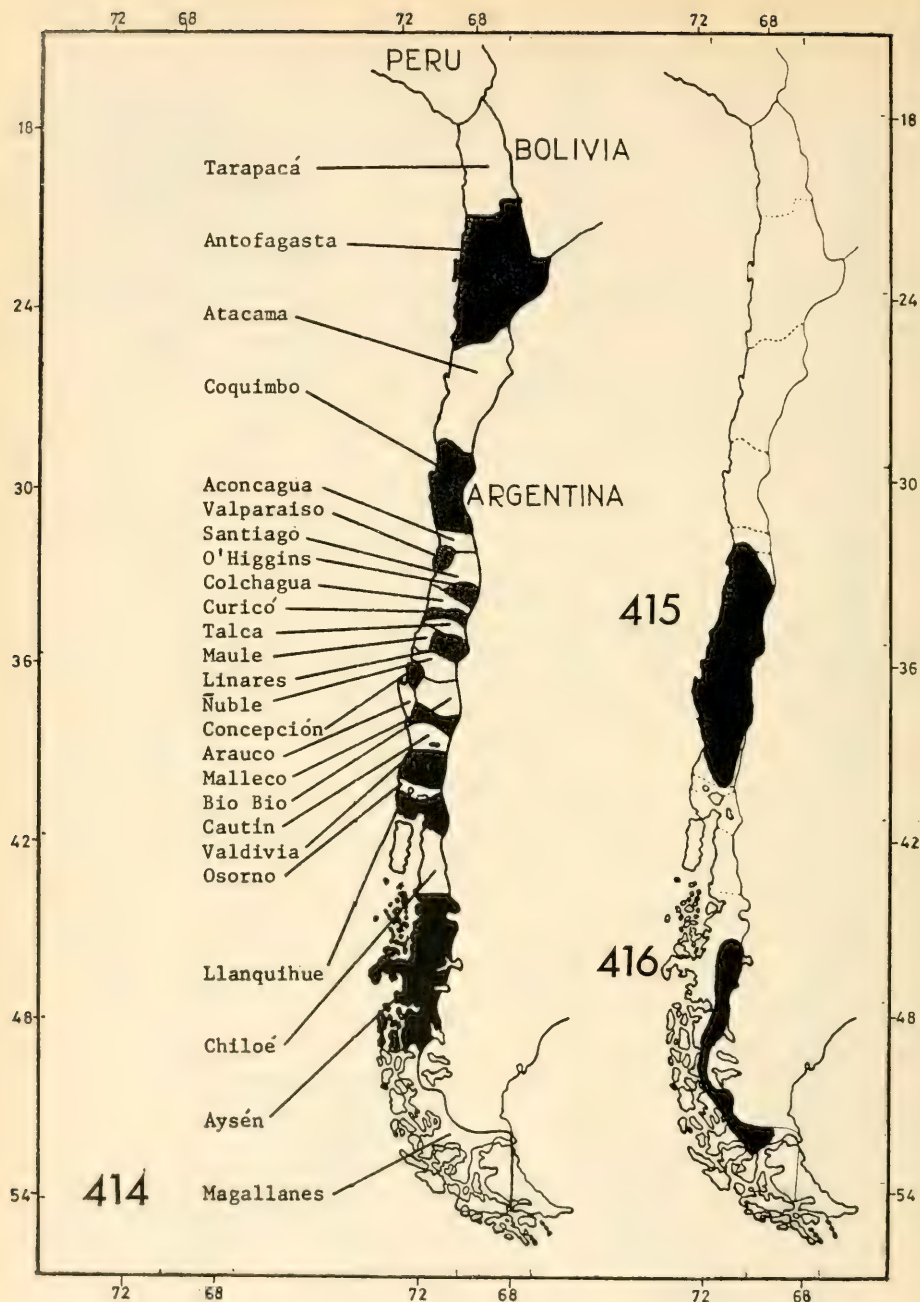 72 68 72 68 72 68
PERU
18 18
BOLIVIA
Tarapacá
Antofagasta
24 24
Atacama
Coquimbo
30 30
ARGENTINA
Aconcagua
Valparaiso
Santiago
O'Higgins
Colchagua
Curicó
Talca
Maule
Linares
Ñuble
Concepción
Arauco
Malleco
Bio Bio
Cautín
Valdivia
Osorno
415
36 36
42 42
Llanquihue
416
48 48
Chiloé
Aysén
414
Magallanes
54 54
72 68 72 68 72 68